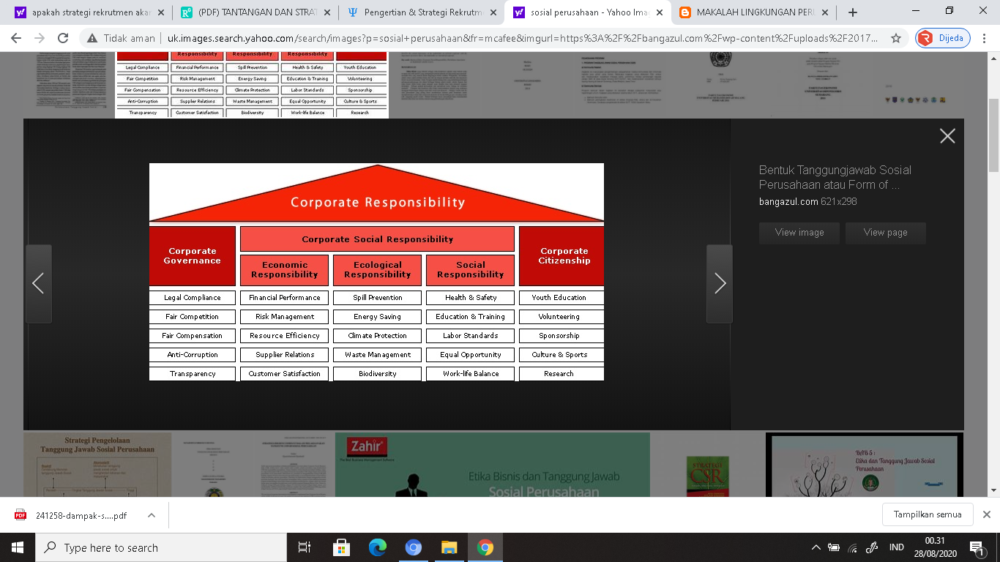 apakah strategi rekrutmen akan
(PDF) TANTANGAN DAN STRAT
Pengertian & Strategi Rekrutm
sosial perusahaan - Yahoo Ima
MAKALAH LINGKUNGAN PERU
Tidak aman
uk.images.search.yahoo.com/search/images?p=sosial+perusahaan&fr=mcafee&imgurl=https%3A%2F%2Fbangazul.com%2Fwp-content%2Fuploads%2F2017...
Dijeda
Responsibility Responsibility Responsibility
Legal Compliance Financial Performance Spill Prevention Health & Safety Youth Education
Fair Competition Risk Management Energy Saving Education & Training Volunteering
Fair Compensation Resource Efficiency Climate Protection Labor Standards Sponsorship
Anti-Corruption Supplier Relations Waste Management Equal Opportunity Culture & Sports
Transparency Customer Satisfaction Biodiversity Work-life Balance Research
Corporate Responsibility
Corporate
Governance
Corporate Social Responsibility
Corporate
Citizenship
Economic
Responsibility
Ecological
Responsibility
Social
Responsibility
Legal Compliance Financial Performance Spill Prevention Health & Safety Youth Education
Fair Competition Risk Management Energy Saving Education & Training Volunteering
Fair Compensation Resource Efficiency Climate Protection Labor Standards Sponsorship
Anti-Corruption Supplier Relations Waste Management Equal Opportunity Culture & Sports
Transparency Customer Satisfaction Biodiversity Work-life Balance Research
Bentuk Tanggungjawab Sosial
Perusahaan atau Form of ...
bangazul.com 621x298
View image View page
Strategi Pengelolaan
Tanggung Jawab Sosial Perusahaan
Zahir
Etika Bisnis dan Tanggung Jawab
Sosial Perusahaan
STRATEGI
CSR
BAB 5 :
Etika dan Tanggung Jawab Sosial
Perusahaan
PDF
241258-dampak-s....pdf
Tampilkan semua
Type here to search
IND
00.31
28/08/2020
1